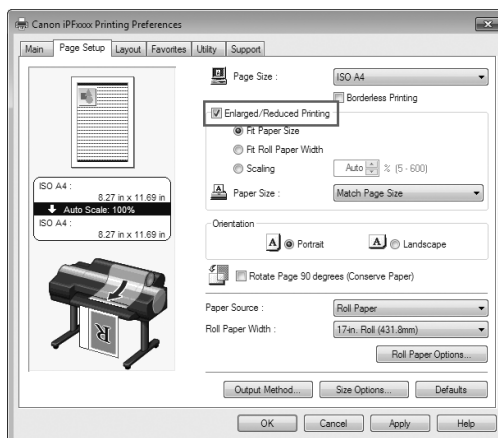 Canon iPFxxxx Printing Preferences
Main Page Setup Layout Favorites Utility Support
Page Size : ISO A4
Borderless Printing
Enlarged/Reduced Printing
Fit Paper Size
Fit Roll Paper Width
Scaling Auto % (5 - 600)
Paper Size : Match Page Size
ISO A4 :
8.27 in x 11.69 in
Auto Scale: 100%
ISO A4 :
8.27 in x 11.69 in
Orientation
A Portrait A Landscape
Rotate Page 90 degrees (Conserve Paper)
Paper Source : Roll Paper
Roll Paper Width : 17-in. Roll (431.8mm)
Roll Paper Options...
R
Output Method... Size Options... Defaults
OK Cancel Apply Help